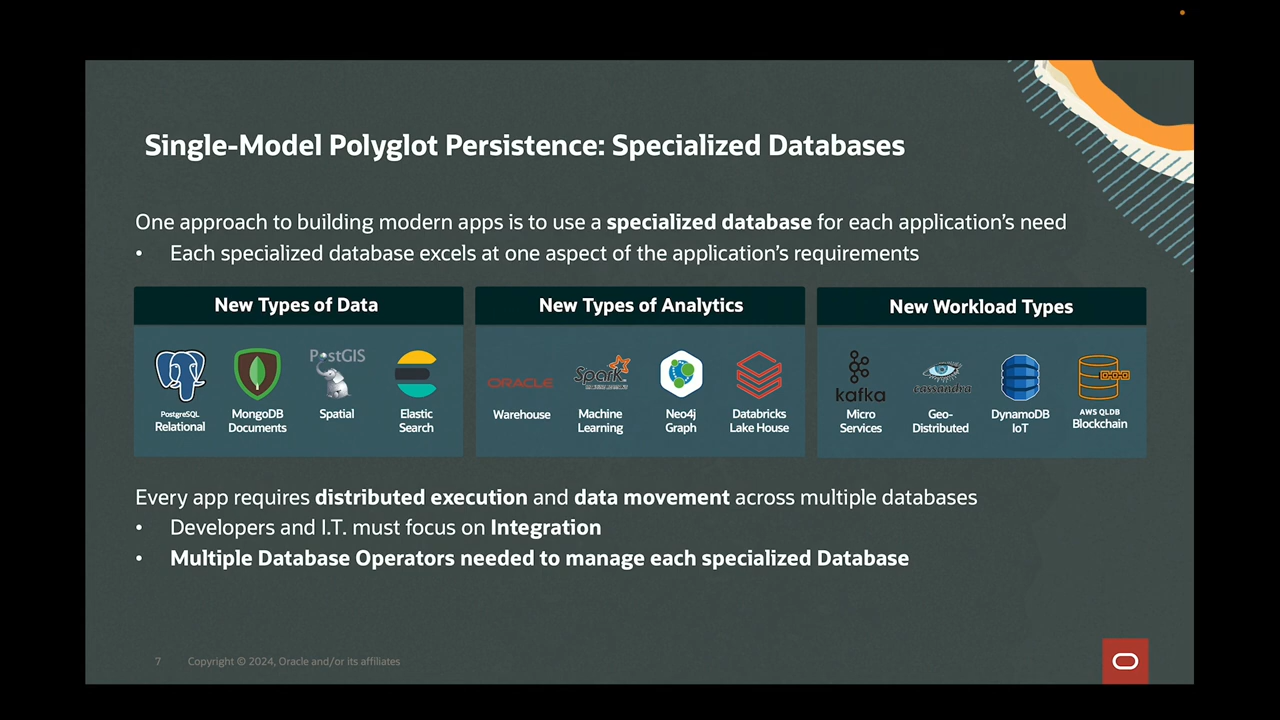 Single-Model Polyglot Persistence: Specialized Databases
One approach to building modern apps is to use a specialized database for each application's need
• Each specialized database excels at one aspect of the application's requirements
New Types of Data
PostGIS
PostgreSQL
Relational
MongoDB
Documents
Spatial
Elastic
Search
New Types of Analytics
ORACLE
Spark
Warehouse
Machine
Learning
Neo4j
Graph
Databricks
Lake House
New Workload Types
kafka
cassandra
Micro
Services
Geo-
Distributed
DynamoDB
IoT
AWS QLDB
Blockchain
Every app requires distributed execution and data movement across multiple databases
• Developers and I.T. must focus on Integration
• Multiple Database Operators needed to manage each specialized Database
7 Copyright © 2024, Oracle and/or its affiliates